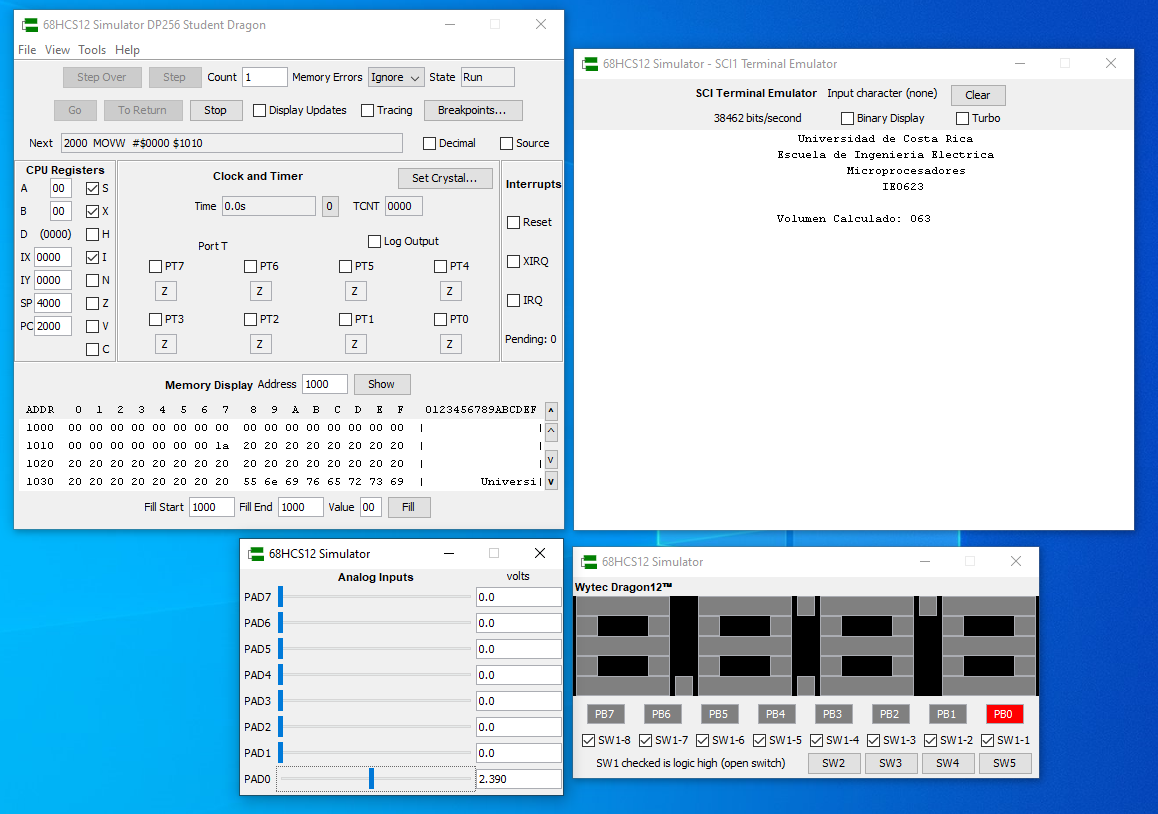 68HCS12 Simulator DP256 Student Dragon
File View Tools Help
Step Over Step Count 1 Memory Errors Ignore State Run
Go To Return Stop Display Updates Tracing Breakpoints...
Next 2000 MOVW #$0000 $1010 Decimal Source
CPU Registers
A 00 S
B 00 X
D (0000) H
IX 0000 I
IY 0000 N
SP 4000 Z
PC 2000 V
C
Clock and Timer Set Crystal...
Time 0.0s 0 TCNT 0000
Port T Log Output
PT7 PT6 PT5 PT4
Z Z Z Z
PT3 PT2 PT1 PT0
Z Z Z Z
Interrupts
Reset
XIRQ
IRQ
Pending: 0
Memory Display Address 1000 Show
ADDR 0 1 2 3 4 5 6 7 8 9 A B C D E F 0123456789ABCDEF ^
1000 00 00 00 00 00 00 00 00 00 00 00 00 00 00 00 00 | | ^
1010 00 00 00 00 00 00 00 1a 20 20 20 20 20 20 20 20 | |
1020 20 20 20 20 20 20 20 20 20 20 20 20 20 20 20 20 | | v
1030 20 20 20 20 20 20 20 20 55 6e 69 76 65 72 73 69 | Universi| v
Fill Start 1000 Fill End 1000 Value 00 Fill
68HCS12 Simulator - SCI1 Terminal Emulator
SCI Terminal Emulator Input character (none) Clear
38462 bits/second Binary Display Turbo
Universidad de Costa Rica
Escuela de Ingenieria Electrica
Microprocesadores
IE0623
Volumen Calculado: 063
68HCS12 Simulator
Analog Inputs volts
PAD7 0.0
PAD6 0.0
PAD5 0.0
PAD4 0.0
PAD3 0.0
PAD2 0.0
PAD1 0.0
PAD0 2.390
68HCS12 Simulator
Wytec Dragon12™
PB7 PB6 PB5 PB4 PB3 PB2 PB1 PB0
SW1-8 SW1-7 SW1-6 SW1-5 SW1-4 SW1-3 SW1-2 SW1-1
SW1 checked is logic high (open switch) SW2 SW3 SW4 SW5